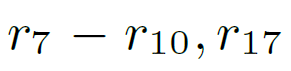 r₇ − r₁₀, r₁₇